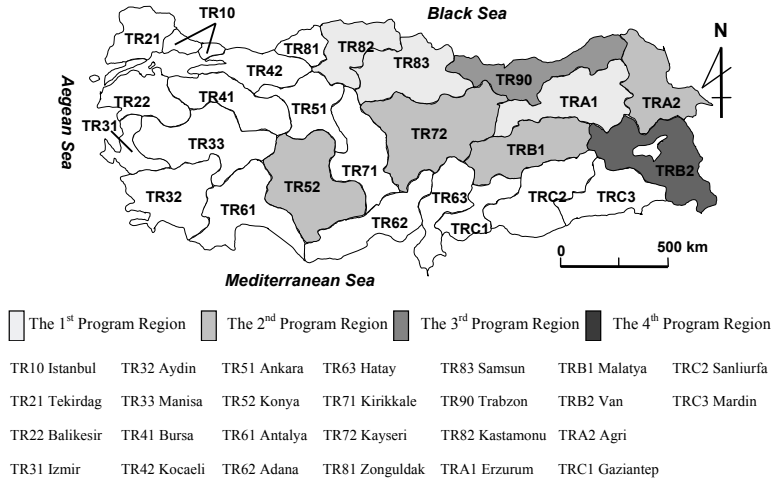 Black Sea
TR10
TR21
TR81
TR82
N
TR42
TR83
TR90
Aegean Sea
TR22
TR41
TR51
TRA1
TRA2
TR31
TR33
TR72
TRB1
TR71
TRB2
TR52
TR32
TR61
TR63
TRC2
TRC3
TR62
TRC1
0 500 km
Mediterranean Sea
The 1st Program Region The 2nd Program Region The 3rd Program Region The 4th Program Region
TR10 Istanbul TR32 Aydin TR51 Ankara TR63 Hatay TR83 Samsun TRB1 Malatya TRC2 Sanliurfa
TR21 Tekirdag TR33 Manisa TR52 Konya TR71 Kirikkale TR90 Trabzon TRB2 Van TRC3 Mardin
TR22 Balikesir TR41 Bursa TR61 Antalya TR72 Kayseri TR82 Kastamonu TRA2 Agri
TR31 Izmir TR42 Kocaeli TR62 Adana TR81 Zonguldak TRA1 Erzurum TRC1 Gaziantep